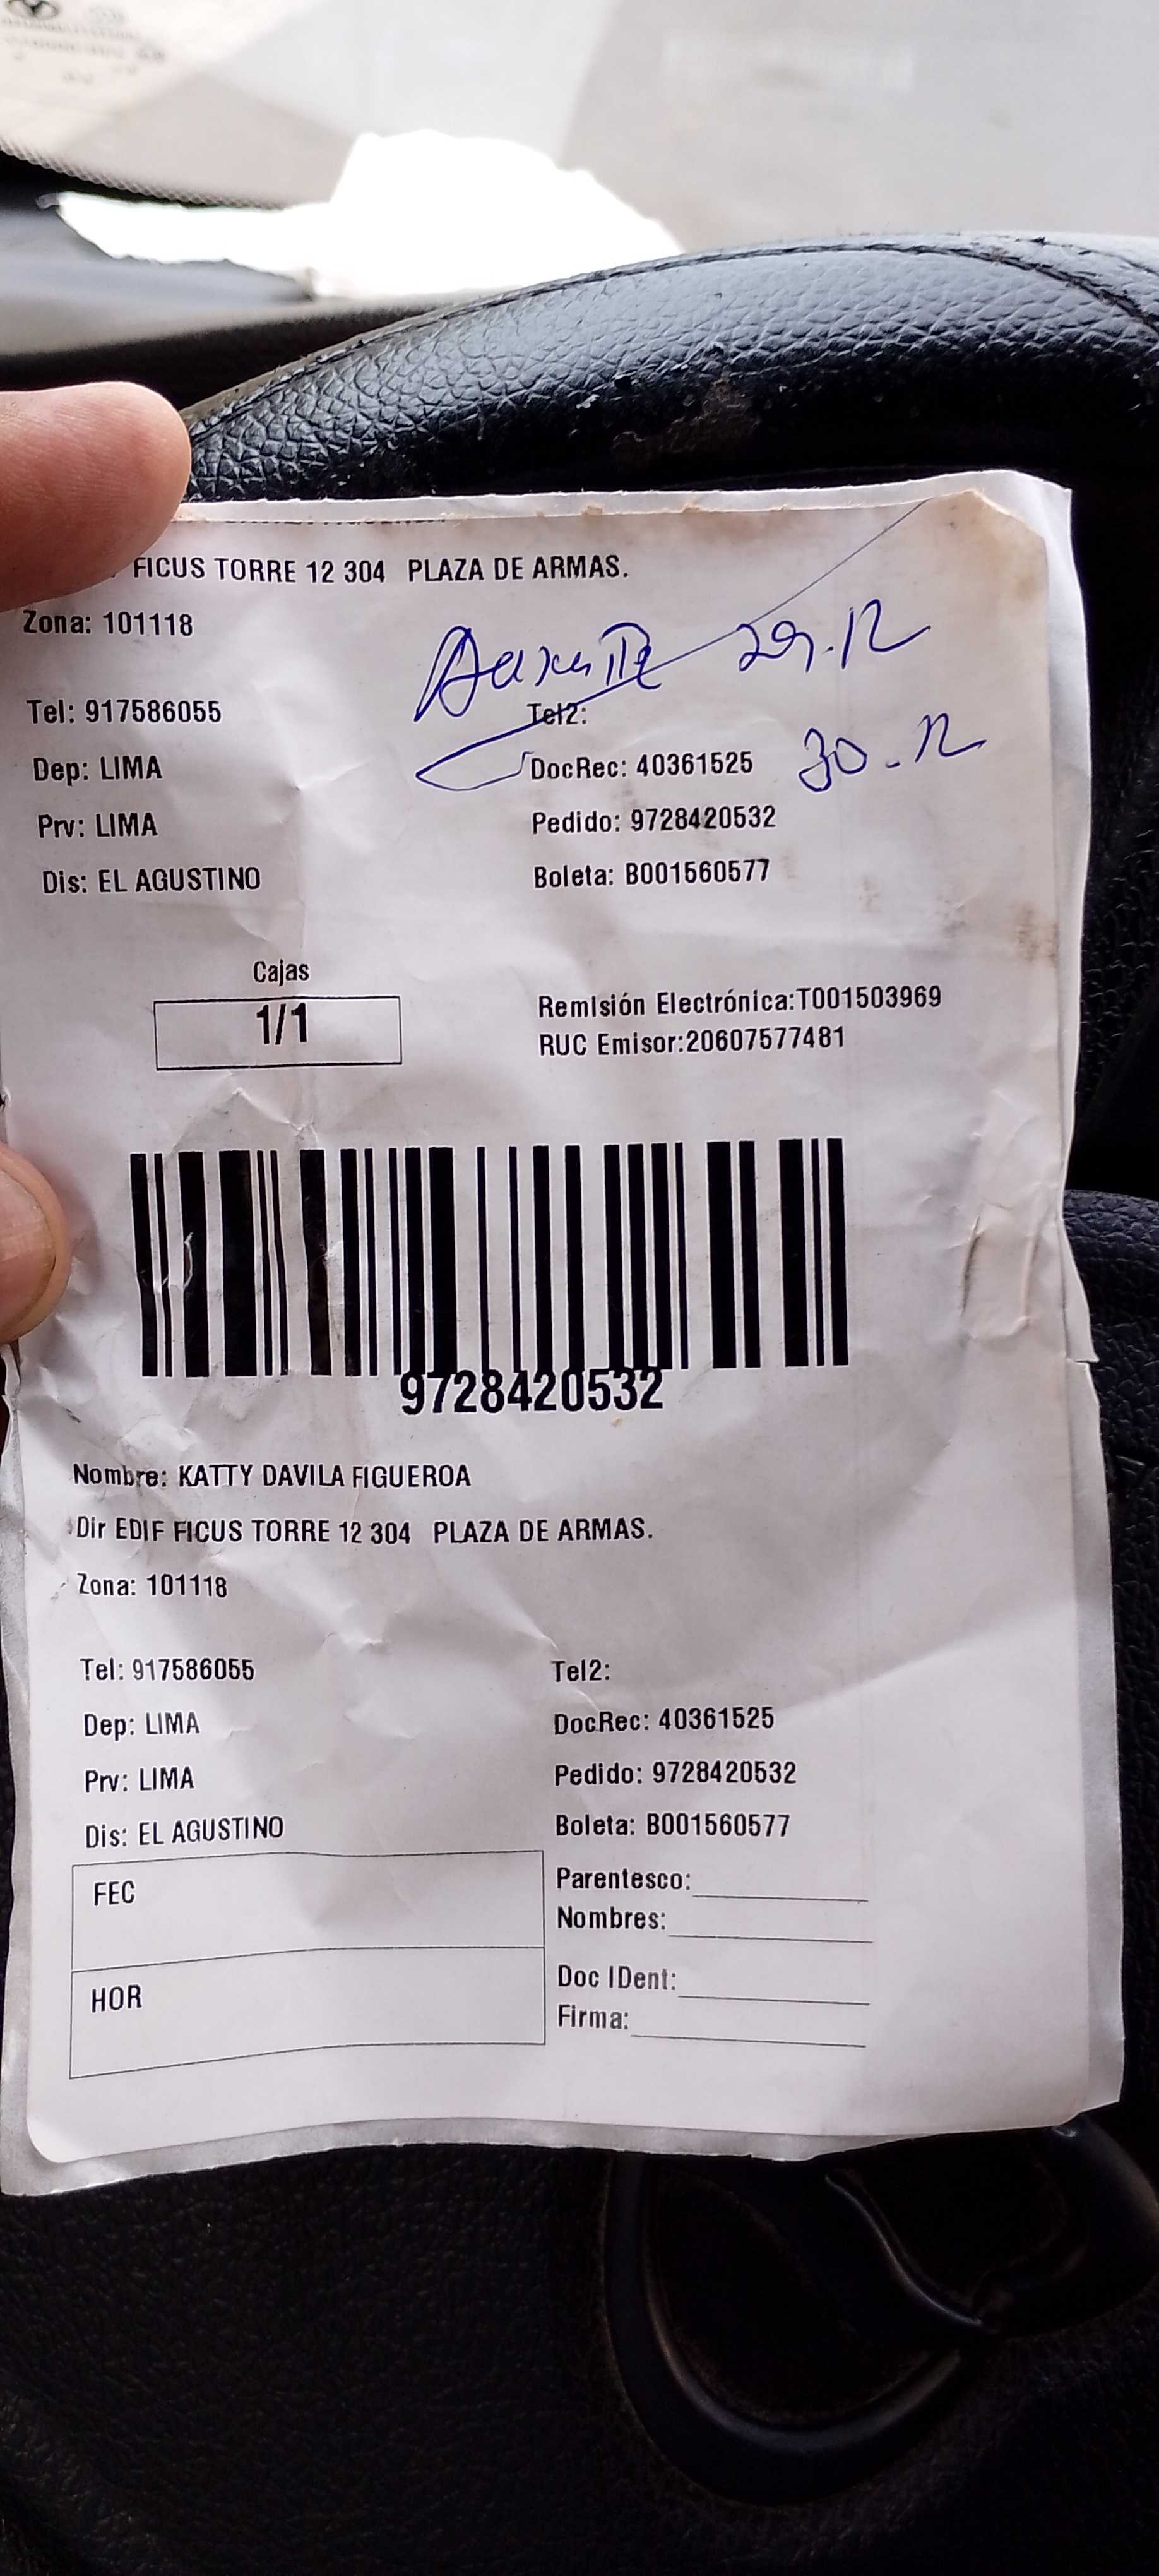 FICUS TORRE 12 304 PLAZA DE ARMAS.
Zona: 101118
Ausente 29.12
Tel: 917586055 Tel2:
Dep: LIMA DocRec: 40361525 30-12
Prv: LIMA Pedido: 9728420532
Dis: EL AGUSTINO Boleta: B001560577
Cajas
1/1
Remisión Electrónica:T001503969
RUC Emisor:20607577481
9728420532
Nombre: KATTY DAVILA FIGUEROA
Dir EDIF FICUS TORRE 12 304 PLAZA DE ARMAS.
Zona: 101118
Tel: 917586055 Tel2:
Dep: LIMA DocRec: 40361525
Prv: LIMA Pedido: 9728420532
Dis: EL AGUSTINO Boleta: B001560577
FEC
Parentesco:
Nombres:
HOR
Doc IDent:
Firma: